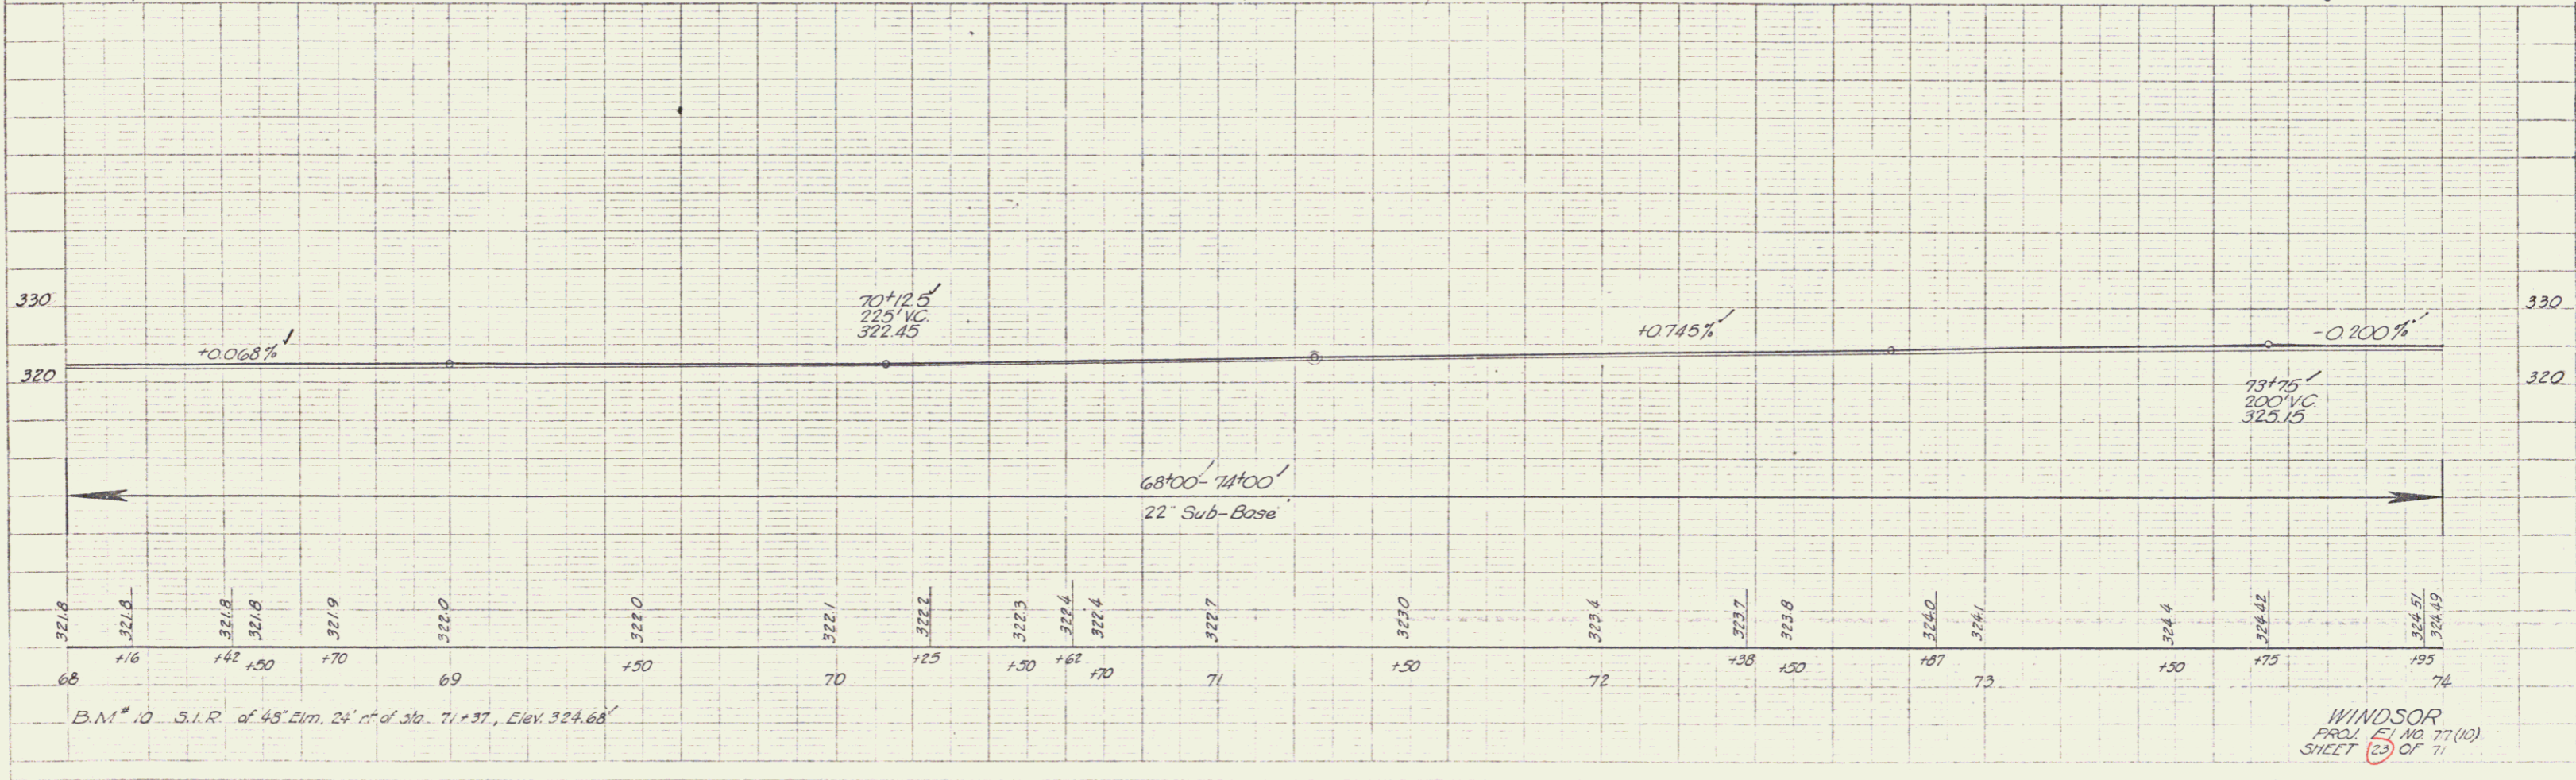 330
330
70+12.5
225' V.C.
322.45
+0.068%
+0.745%
-0.200%
320
320
73+75
200' V.C.
325.15
68+00 - 74+00
22" Sub-Base
321.8 321.8 321.8 321.8 321.9 322.0 322.0 322.1 322.2 322.3 322.4 322.4 322.7 323.0 323.4 323.7 323.8 324.0 324.1 324.4 324.42 324.51 324.49
+16 +42 +50 +70 +50 +25 +50 +62 +70 +50 +38 +50 +87 +50 +75 +95
68 69 70 71 72 73 74
B.M.# 10 S.I.R. of 48" Elm, 24' rt of sta. 71+37, Elev. 324.68
WINDSOR
PROJ. F.I. NO. 77(10)
SHEET 23 OF 71